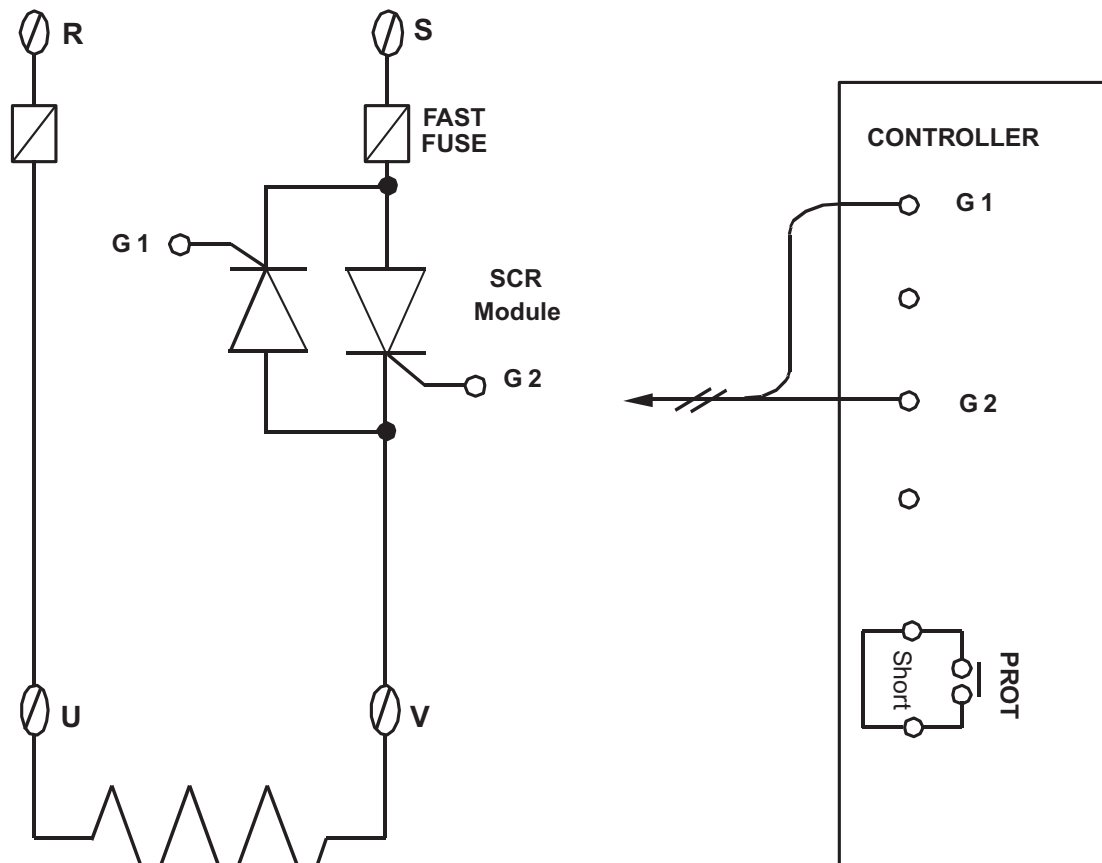 R
S
FAST
FUSE
CONTROLLER
G 1
G 1
SCR
Module
G 2
G 2
Short
PROT
U
V